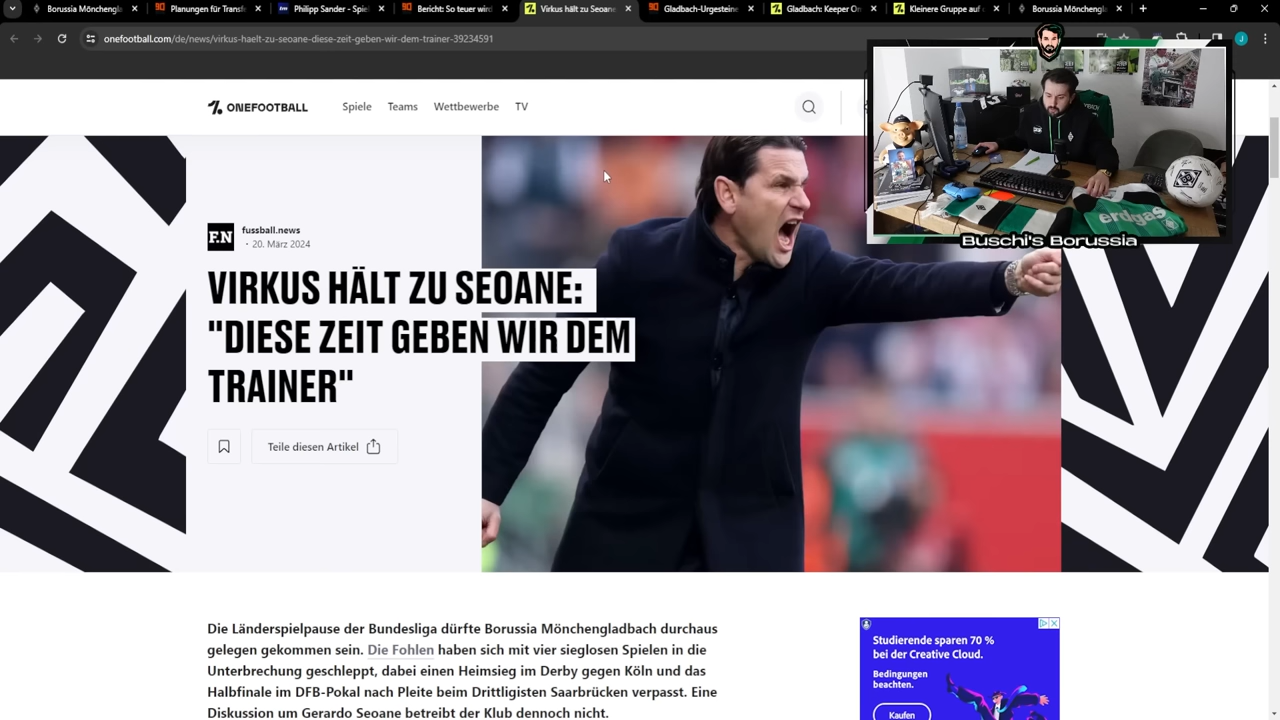 Borussia Möncheng
Planungen für Transf
Philipp Sander - Spie
Bericht: So teuer wird
Virkus hält zu Seoane
Gladbach-Urgesteine
Gladbach: Keeper Om
Kleinere Gruppe auf
Borussia Möncheng
onefootball.com/de/news/virkus-haelt-zu-seoane-diese-zeit-geben-wir-dem-trainer-39234591
J
ONEFOOTBALL
Spiele
Teams
Wettbewerbe
TV
erdgas
Buschi's Borussia
F.N
fussball.news
· 20. März 2024
VIRKUS HÄLT ZU SEOANE:
"DIESE ZEIT GEBEN WIR DEM
TRAINER"
Teile diesen Artikel
Die Länderspielpause der Bundesliga dürfte Borussia Mönchengladbach durchaus
gelegen gekommen sein. Die Fohlen haben sich mit vier sieglosen Spielen in die
Unterbrechung geschleppt, dabei einen Heimsieg im Derby gegen Köln und das
Halbfinale im DFB-Pokal nach Pleite beim Drittligisten Saarbrücken verpasst. Eine
Diskussion um Gerardo Seoane betreibt der Klub dennoch nicht.
Studierende sparen 70 %
bei der Creative Cloud.
Bedingungen
beachten.
Kaufen